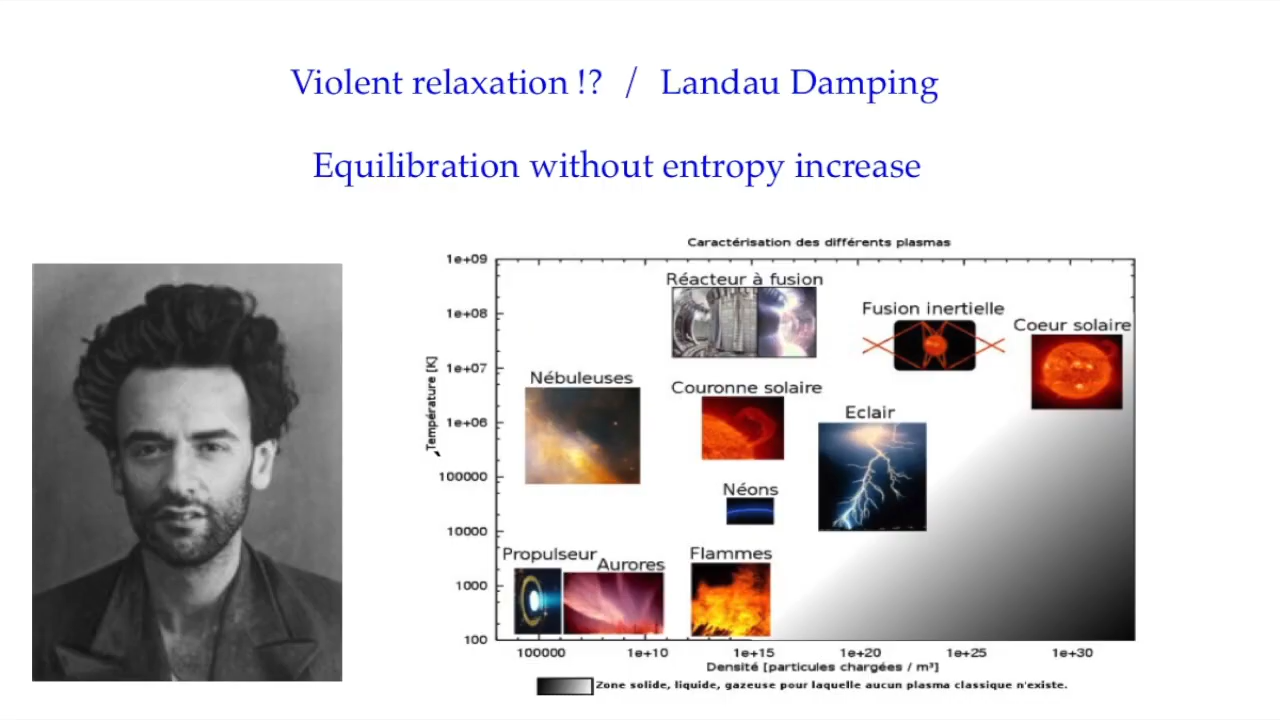 Violent relaxation !? / Landau Damping
Equilibration without entropy increase
Caractérisation des différents plasmas
1e+09
1e+08
1e+07
1e+06
100000
10000
1000
100
Température [K]
Réacteur à fusion
Fusion inertielle
Coeur solaire
Nébuleuses
Couronne solaire
Eclair
Néons
Propulseur
Aurores
Flammes
100000 1e+10 1e+15 1e+20 1e+25 1e+30
Densité [particules chargées / m³]
Zone solide, liquide, gazeuse pour laquelle aucun plasma classique n'existe.